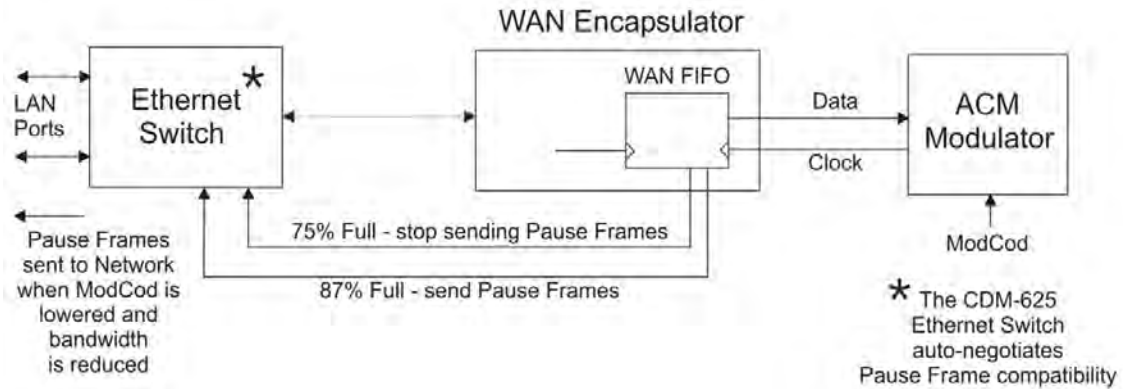 WAN Encapsulator
Ethernet *
Switch
LAN
Ports
WAN FIFO
Data
Clock
ACM
Modulator
75% Full - stop sending Pause Frames
87% Full - send Pause Frames
ModCod
Pause Frames
sent to Network
when ModCod is
lowered and
bandwidth
is reduced
* The CDM-625
Ethernet Switch
auto-negotiates
Pause Frame compatibility